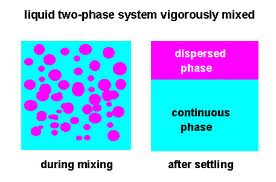 liquid two-phase system vigorously mixed
dispersed
phase
continuous
phase
during mixing
after settling